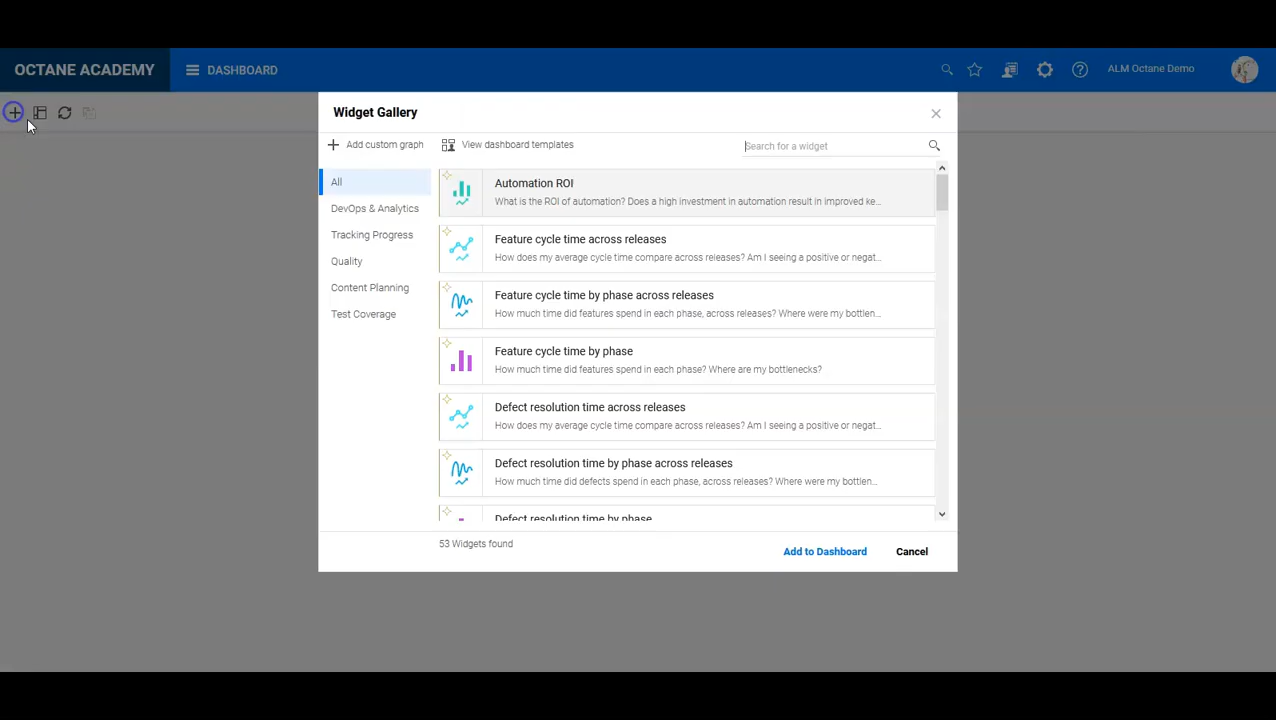 OCTANE ACADEMY
DASHBOARD
ALM Octane Demo
Widget Gallery
Add custom graph
View dashboard templates
Search for a widget
All
DevOps & Analytics
Tracking Progress
Quality
Content Planning
Test Coverage
Automation ROI
What is the ROI of automation? Does a high investment in automation result in improved ke...
Feature cycle time across releases
How does my average cycle time compare across releases? Am I seeing a positive or negat...
Feature cycle time by phase across releases
How much time did features spend in each phase, across releases? Where were my bottlen...
Feature cycle time by phase
How much time did features spend in each phase? Where are my bottlenecks?
Defect resolution time across releases
How does my average cycle time compare across releases? Am I seeing a positive or negat...
Defect resolution time by phase across releases
How much time did defects spend in each phase, across releases? Where were my bottlen...
Defect resolution time by phase
53 Widgets found
Add to Dashboard
Cancel